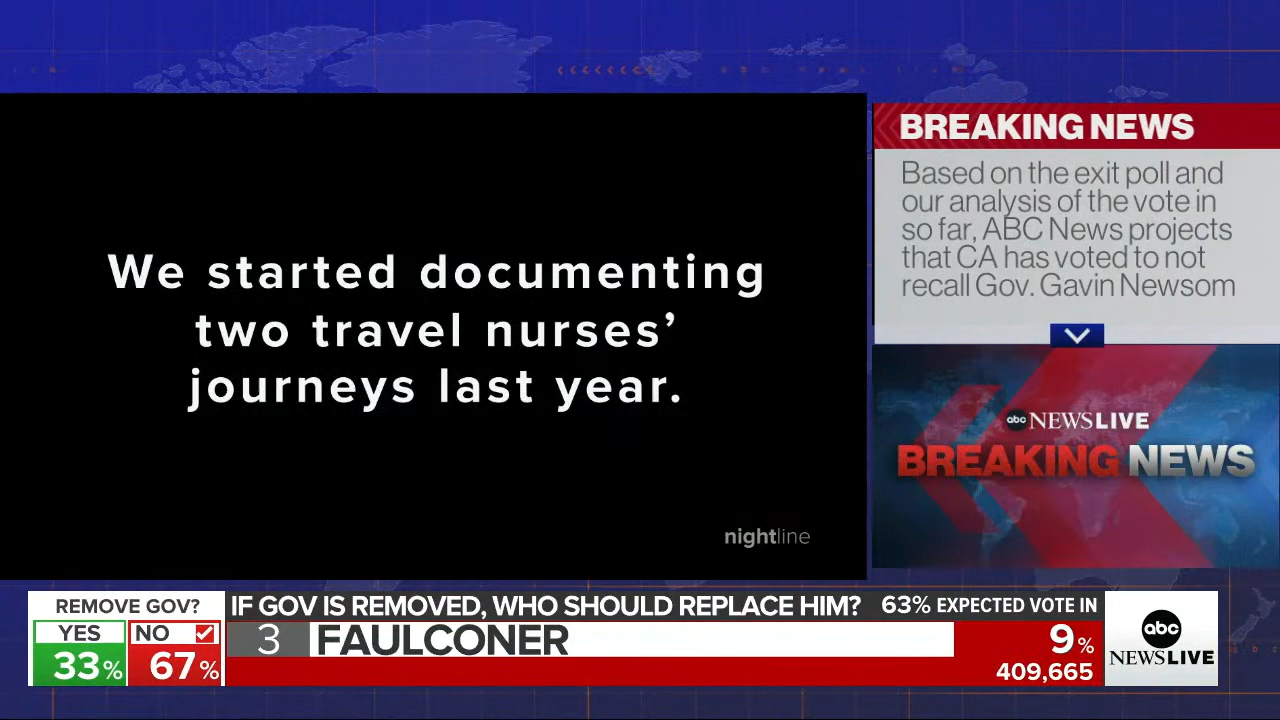 We started documenting
two travel nurses’
journeys last year.
nightline
BREAKING NEWS
Based on the exit poll and
our analysis of the vote in
so far, ABC News projects
that CA has voted to not
recall Gov. Gavin Newsom
abc NEWS LIVE
BREAKING NEWS
REMOVE GOV?
YES
33%
NO
67%
IF GOV IS REMOVED, WHO SHOULD REPLACE HIM?
63% EXPECTED VOTE IN
3 FAULCONER
9%
409,665
abc
NEWS LIVE